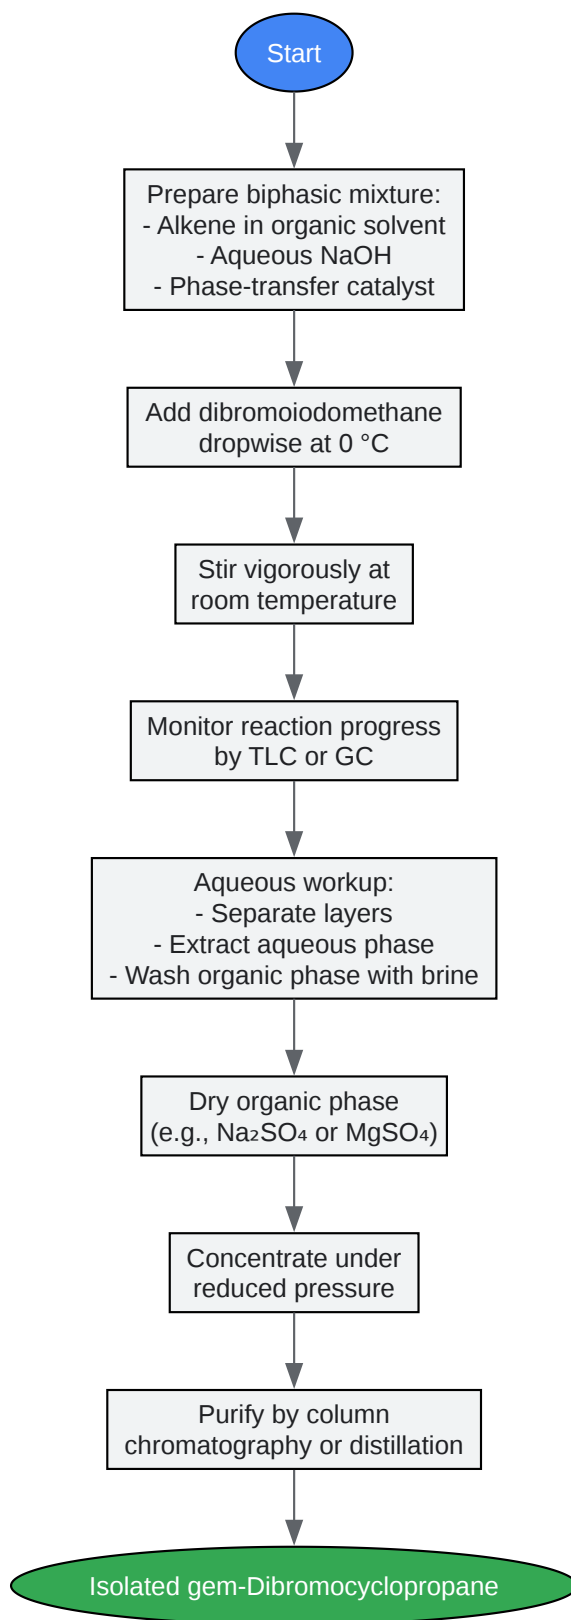 Start
Prepare biphasic mixture:
- Alkene in organic solvent
- Aqueous NaOH
- Phase-transfer catalyst
Add dibromoiodomethane
dropwise at 0 °C
Stir vigorously at
room temperature
Monitor reaction progress
by TLC or GC
Aqueous workup:
- Separate layers
- Extract aqueous phase
- Wash organic phase with brine
Dry organic phase
(e.g., Na₂SO₄ or MgSO₄)
Concentrate under
reduced pressure
Purify by column
chromatography or distillation
Isolated gem-Dibromocyclopropane